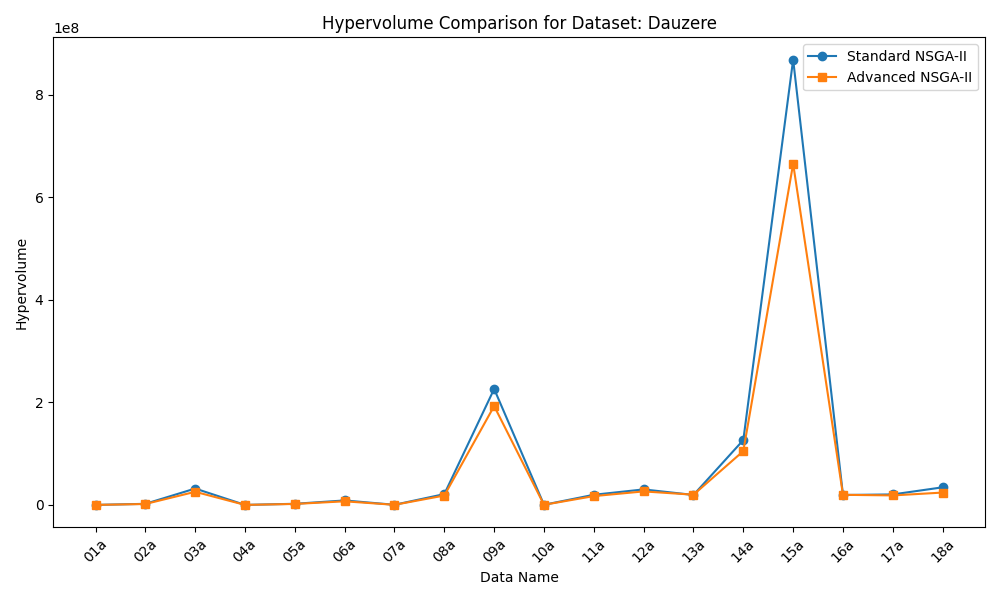 Hypervolume Comparison for Dataset: Dauzere
1e8
Standard NSGA-II
Advanced NSGA-II
8
6
4
2
0
Hypervolume
01a
02a
03a
04a
05a
06a
07a
08a
09a
10a
11a
12a
13a
14a
15a
16a
17a
18a
Data Name